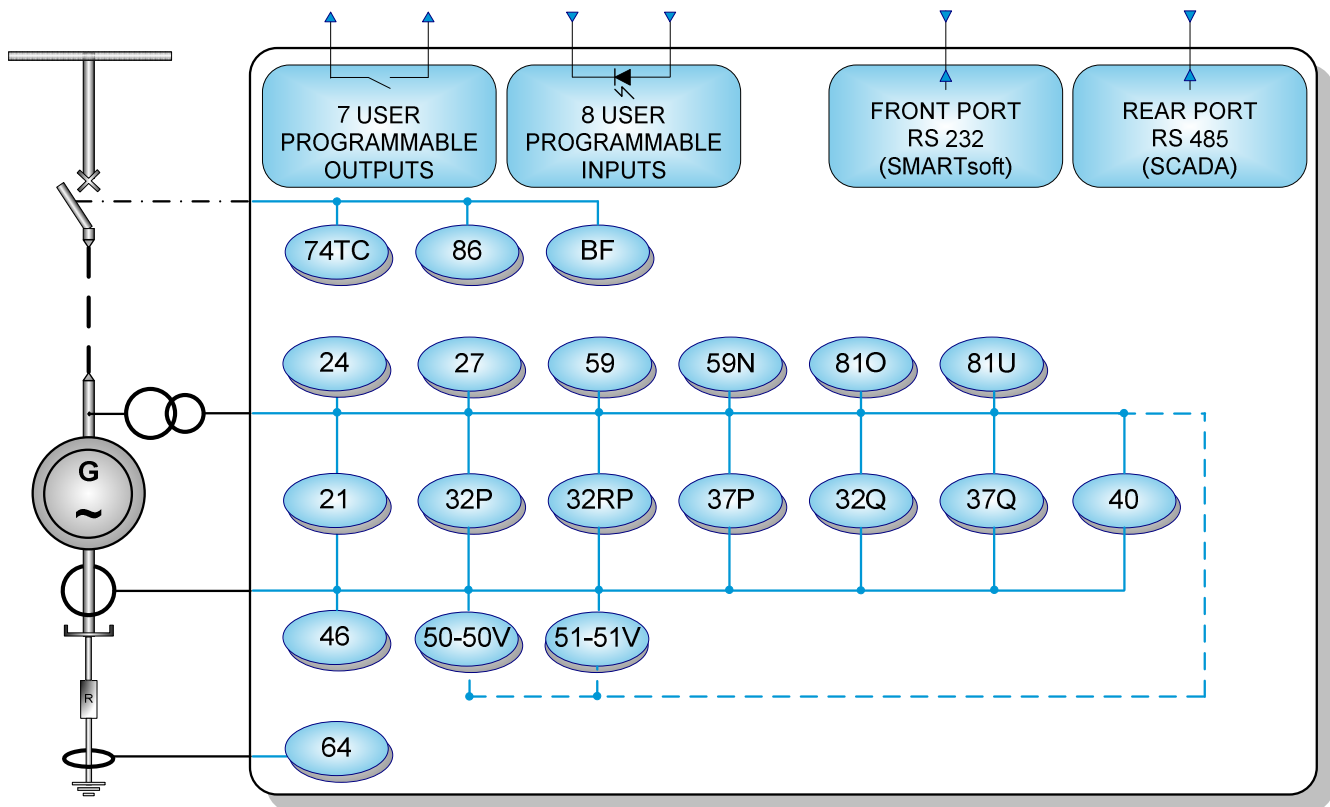 7 USER
PROGRAMMABLE
OUTPUTS
8 USER
PROGRAMMABLE
INPUTS
FRONT PORT
RS 232
(SMARTsoft)
REAR PORT
RS 485
(SCADA)
74TC
86
BF
24
27
59
59N
81O
81U
G
~
21
32P
32RP
37P
32Q
37Q
40
46
50-50V
51-51V
R
64